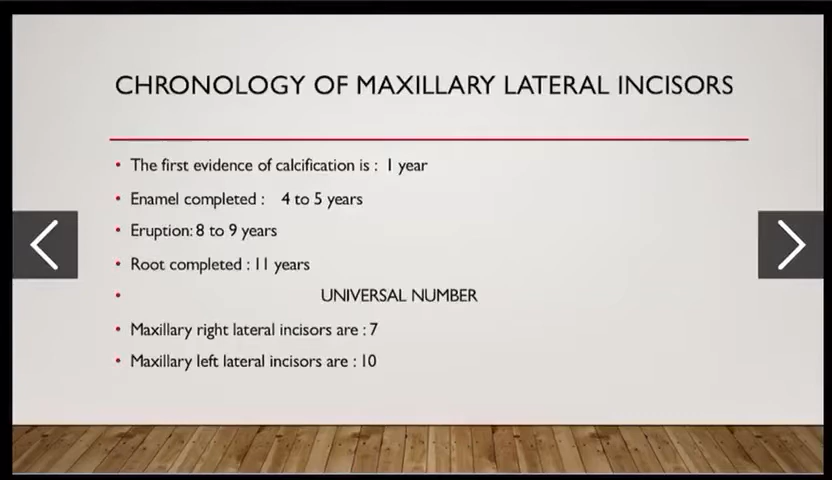 CHRONOLOGY OF MAXILLARY LATERAL INCISORS
• The first evidence of calcification is : 1 year
• Enamel completed : 4 to 5 years
• Eruption: 8 to 9 years
• Root completed : 11 years
• UNIVERSAL NUMBER
• Maxillary right lateral incisors are : 7
• Maxillary left lateral incisors are : 10